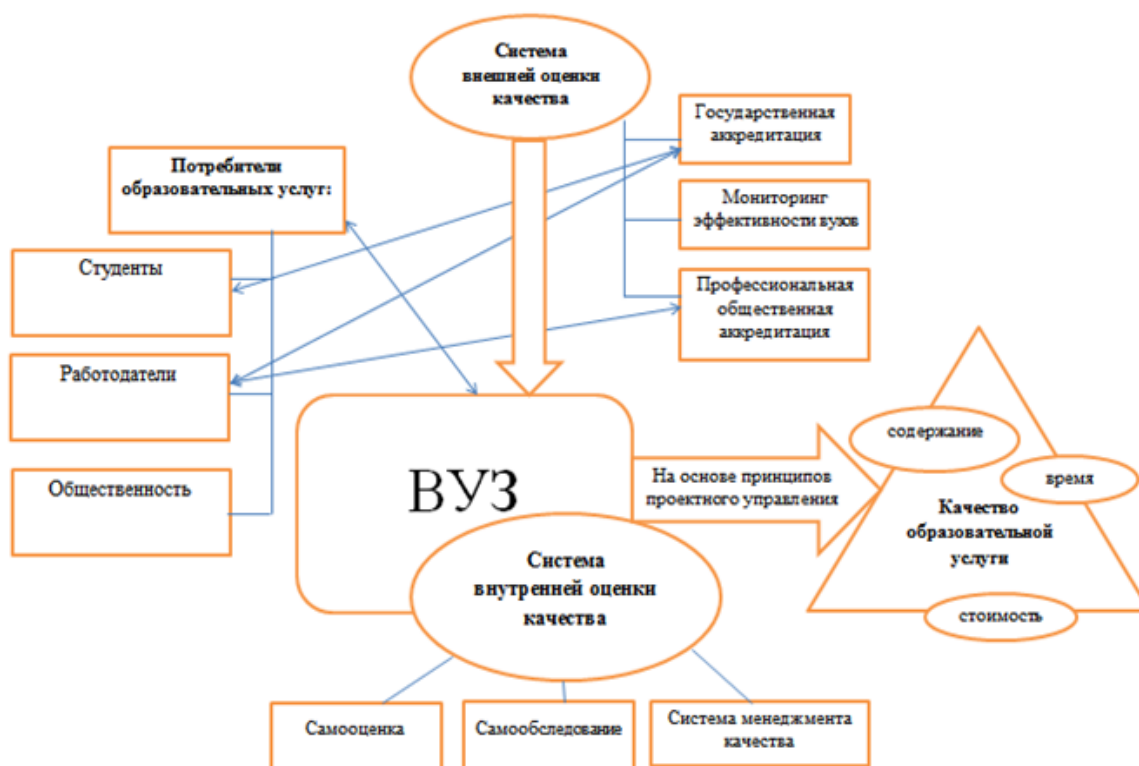 Система
внешней оценки
качества
Государственная
аккредитация
Потребители
образовательных услуг:
Мониторинг
эффективности вузов
Студенты
Профессиональная
общественная
аккредитация
Работодатели
содержание
ВУЗ
На основе принципов
проектного управления
время
Общественность
Качество
образовательной
услуги
Система
внутренней оценки
качества
стоимость
Самооценка
Самообследование
Система менеджмента
качества